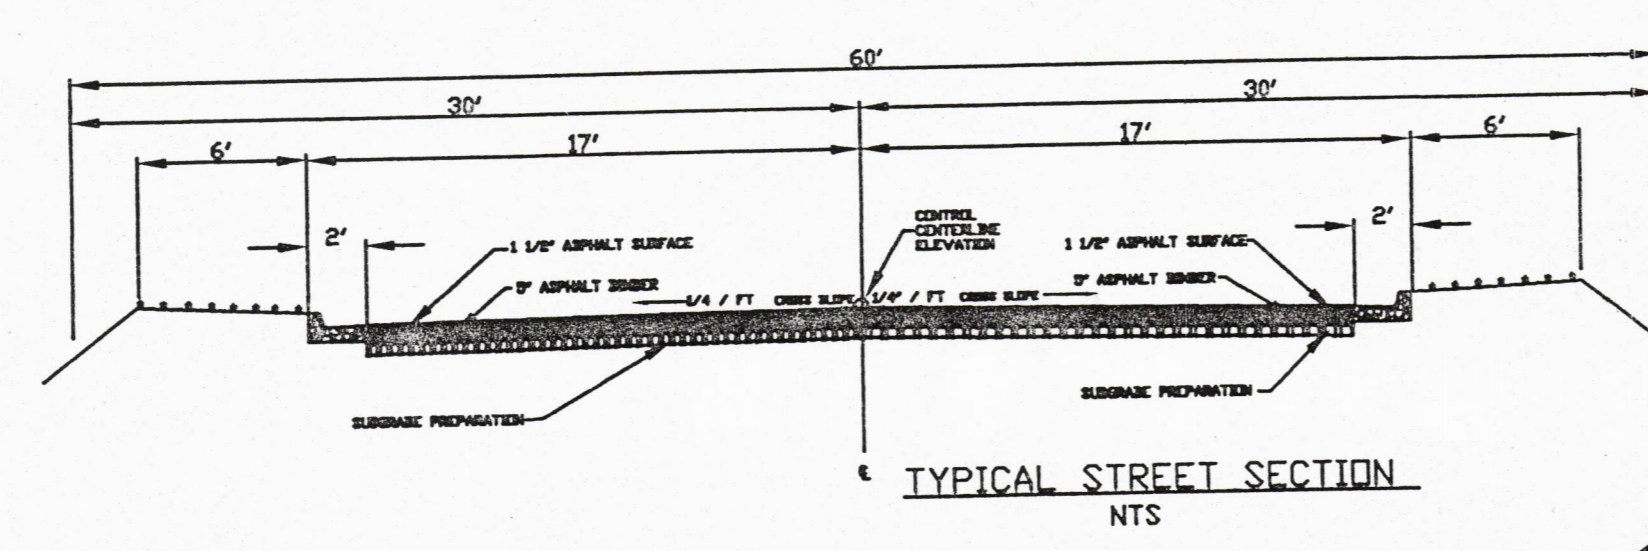 60'
30'
30'
17'
17'
6'
6'
2'
2'
CONTROL
CENTERLINE
ELEVATION
1 1/2" ASPHALT SURFACE
1 1/2" ASPHALT SURFACE
ASPHALT BINDER
ASPHALT BINDER
1/4 / FT CROSS SLOPE
1/4" / FT CROSS SLOPE
SUBGRADE PREPARATION
SUBGRADE PREPARATION
TYPICAL STREET SECTION
NTS